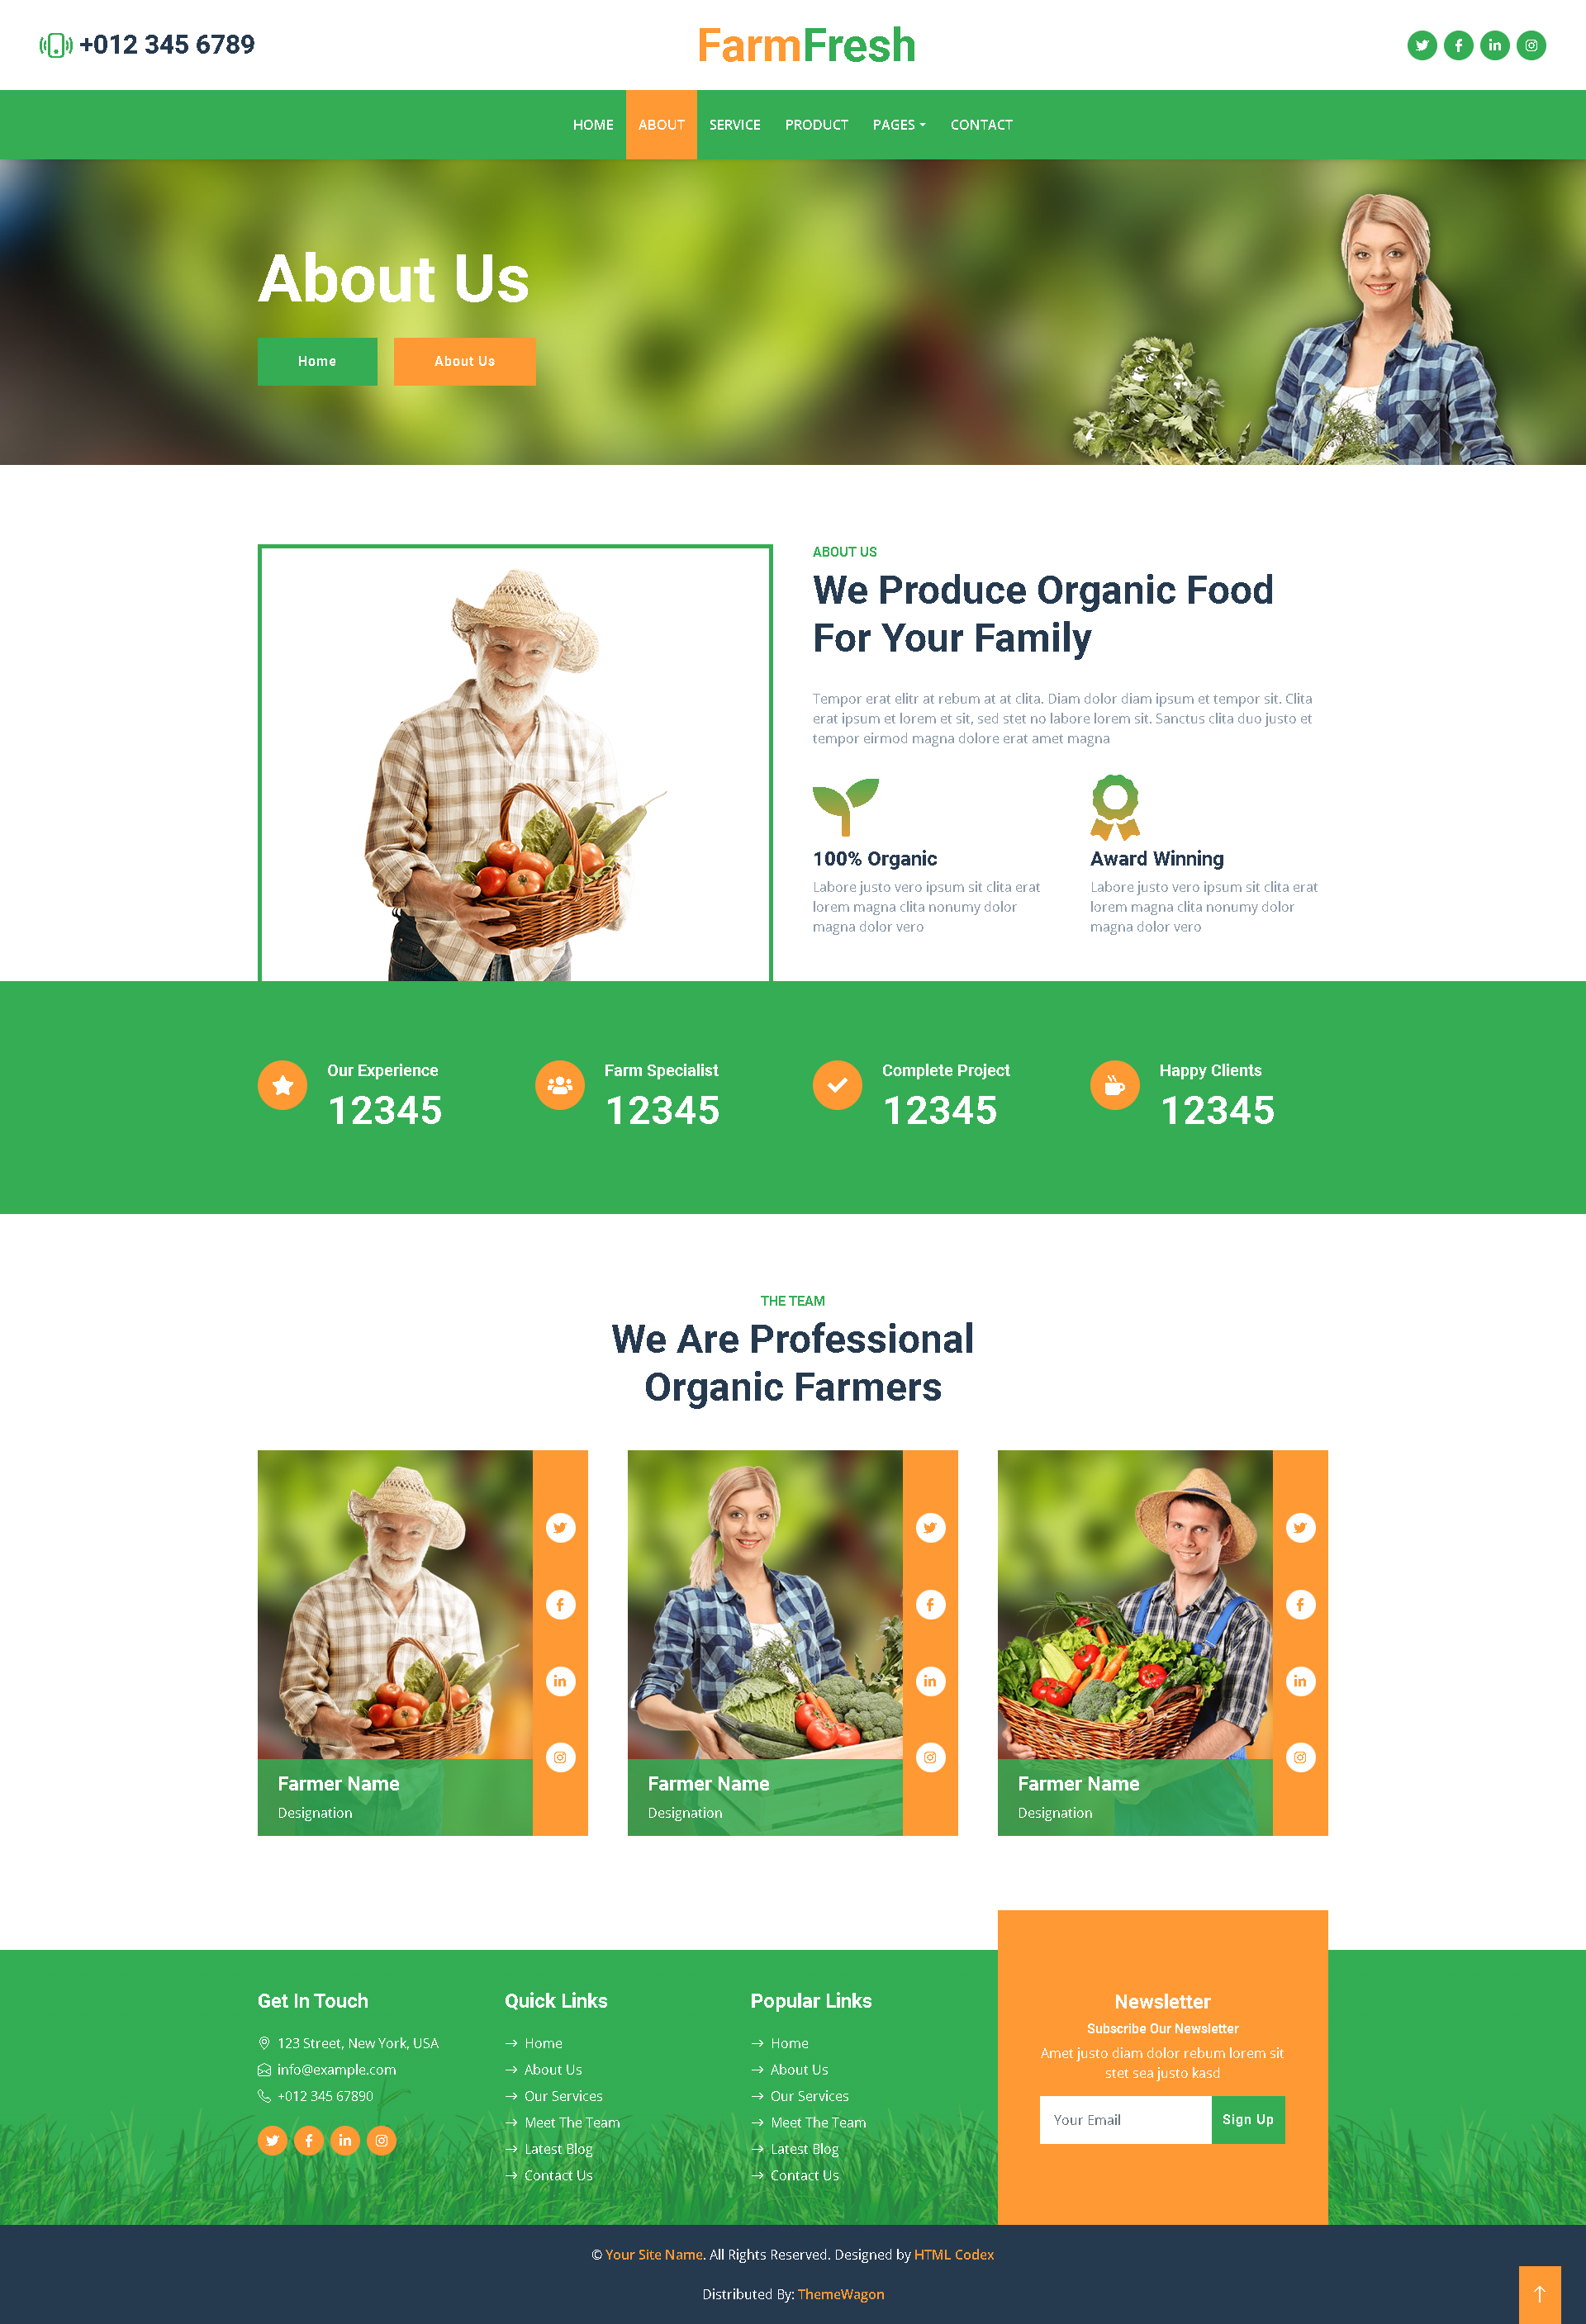 +012 345 6789
FarmFresh
HOME
ABOUT
SERVICE
PRODUCT
PAGES
CONTACT
About Us
Home
About Us
ABOUT US
We Produce Organic Food
For Your Family
Tempor erat elitr at rebum at at clita. Diam dolor diam ipsum et tempor sit. Clita
erat ipsum et lorem et sit, sed stet no labore lorem sit. Sanctus clita duo justo et
tempor eirmod magna dolore erat amet magna
100% Organic
Labore justo vero ipsum sit clita erat
lorem magna clita nonumy dolor
magna dolor vero
Award Winning
Labore justo vero ipsum sit clita erat
lorem magna clita nonumy dolor
magna dolor vero
Our Experience
12345
Farm Specialist
12345
Complete Project
12345
Happy Clients
12345
THE TEAM
We Are Professional
Organic Farmers
Farmer Name
Designation
Farmer Name
Designation
Farmer Name
Designation
Get In Touch
123 Street, New York, USA
info@example.com
+012 345 67890
Quick Links
Home
About Us
Our Services
Meet The Team
Latest Blog
Contact Us
Popular Links
Home
About Us
Our Services
Meet The Team
Latest Blog
Contact Us
Newsletter
Subscribe Our Newsletter
Amet justo diam dolor rebum lorem sit
stet sea justo kasd
Your Email
Sign Up
© Your Site Name. All Rights Reserved. Designed by HTML Codex
Distributed By: ThemeWagon